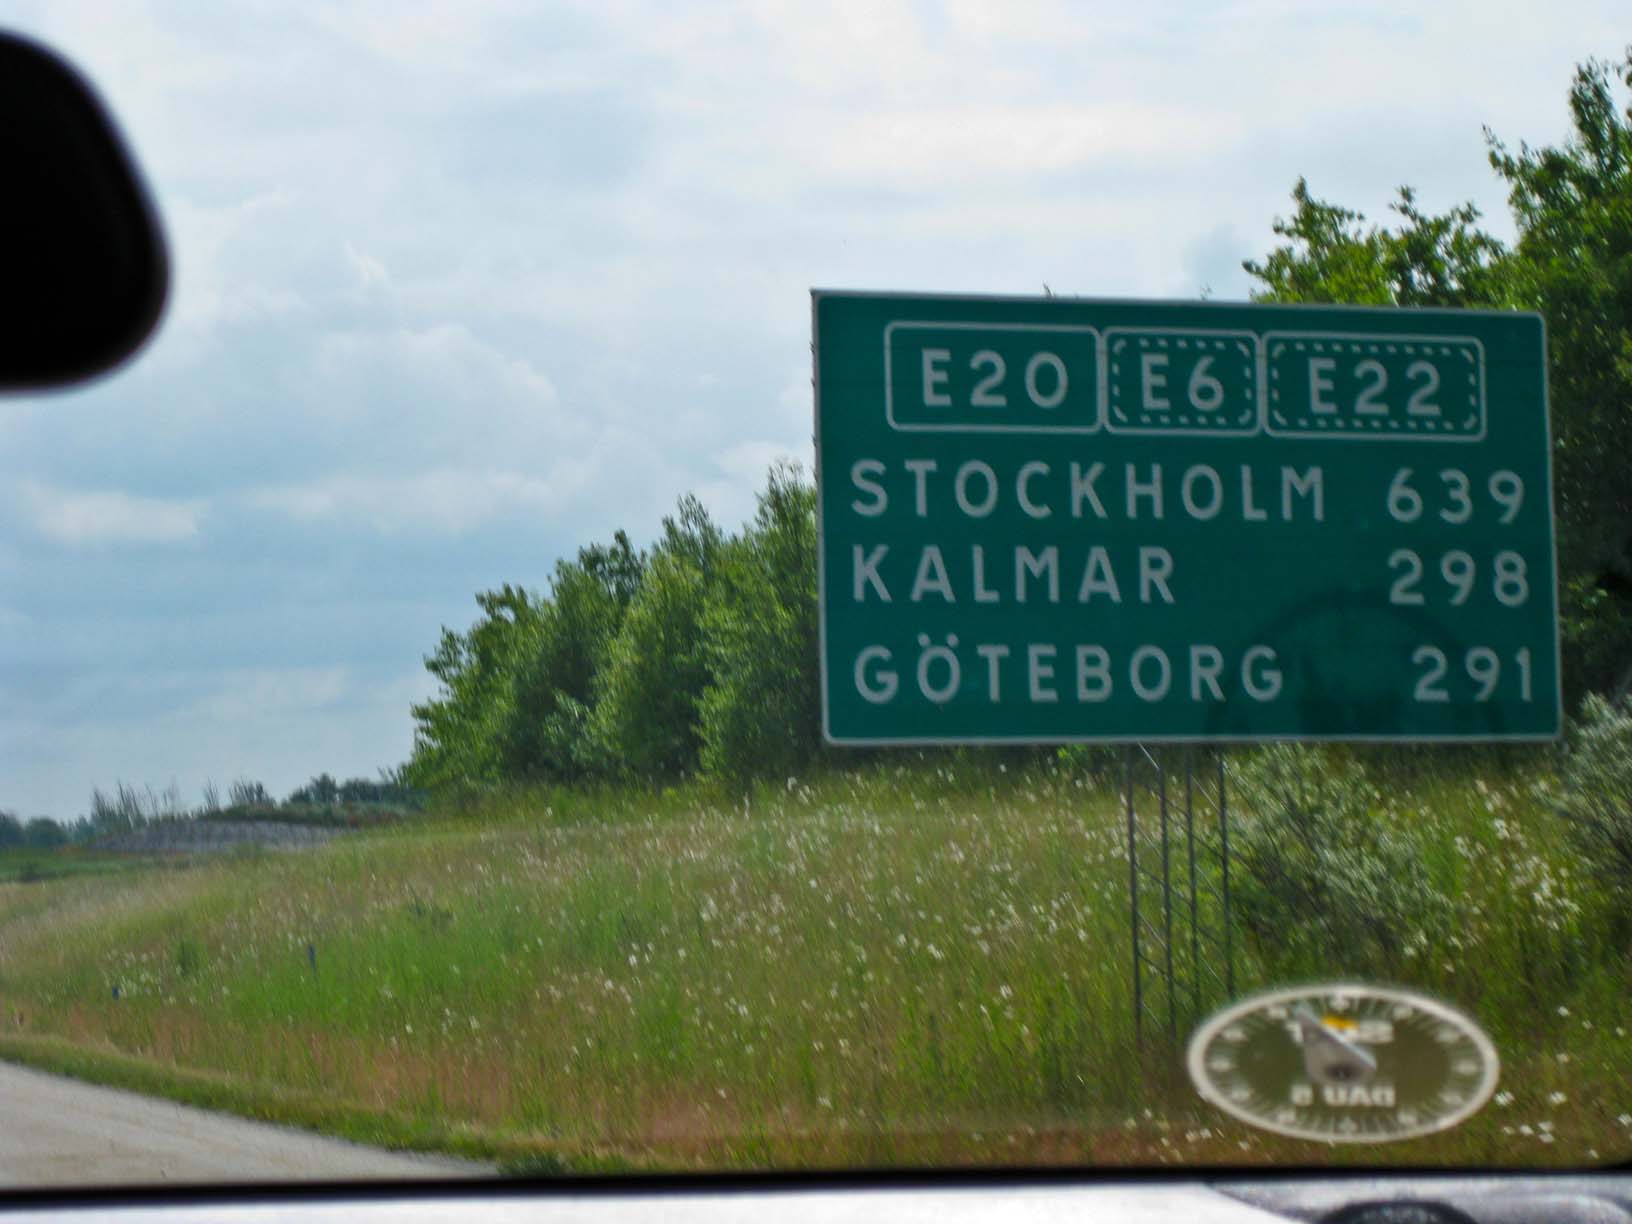 E20 E6 E22
STOCKHOLM 639
KALMAR 298
GÖTEBORG 291